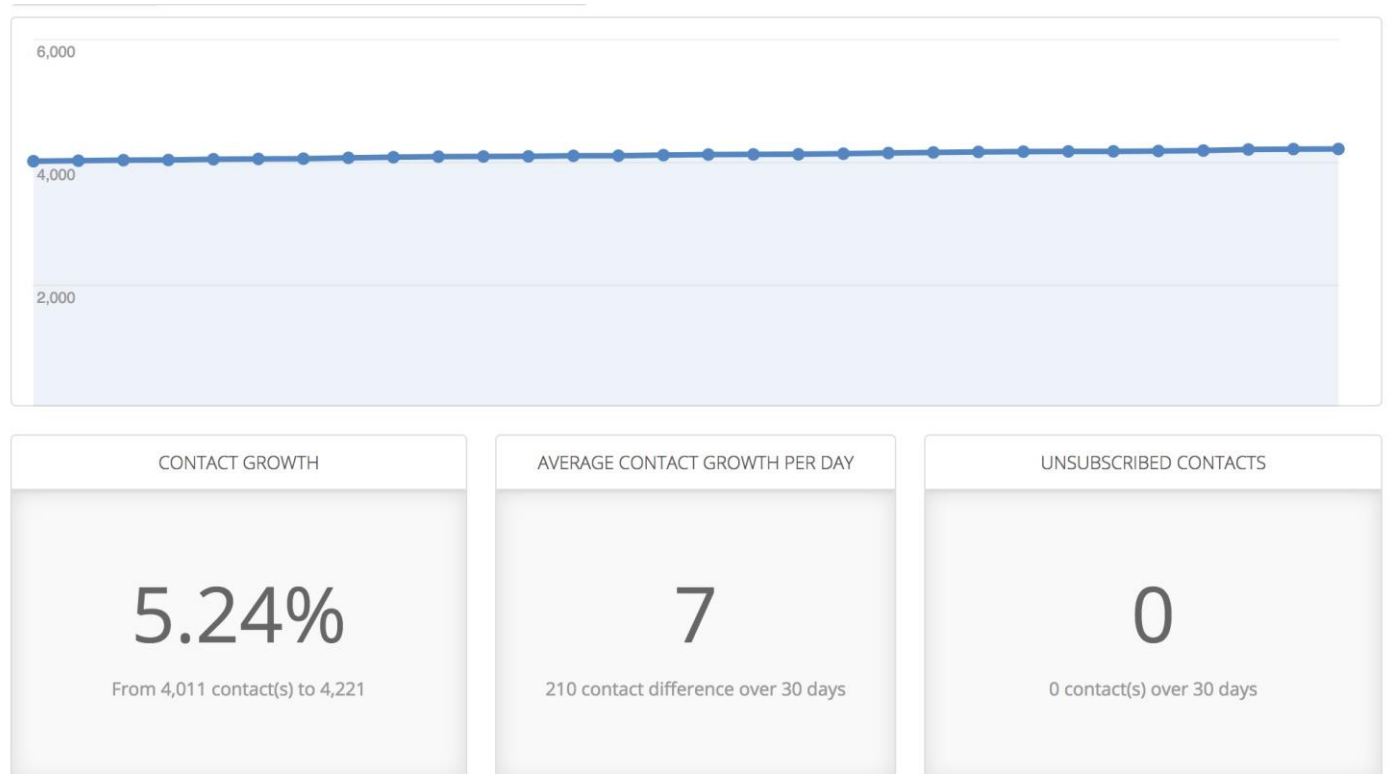 6,000
4,000
2,000
CONTACT GROWTH
5.24%
From 4,011 contact(s) to 4,221
AVERAGE CONTACT GROWTH PER DAY
7
210 contact difference over 30 days
UNSUBSCRIBED CONTACTS
0
0 contact(s) over 30 days